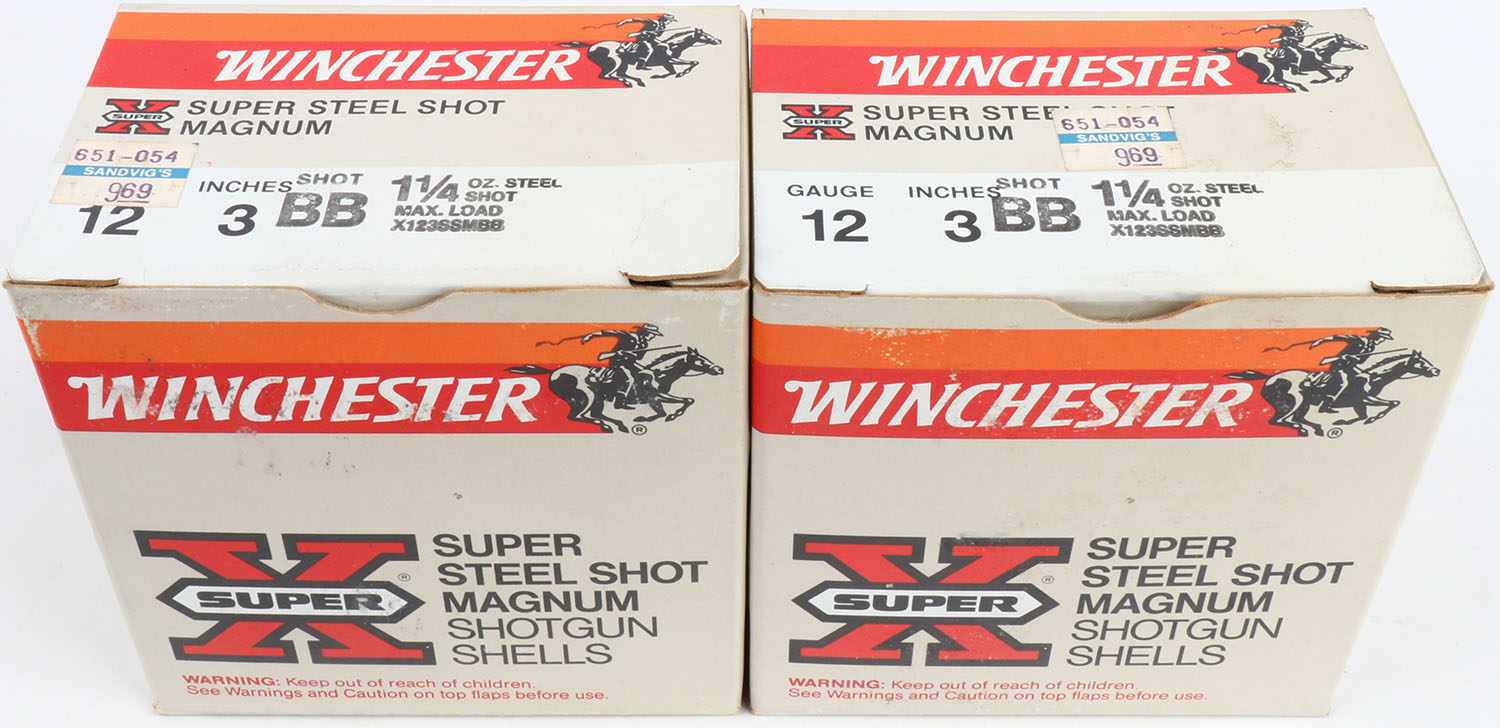 WINCHESTER
X SUPER
SUPER STEEL SHOT
MAGNUM
651-054
SANDVIG'S
969
12
INCHES
3
SHOT
BB
1 1/4 OZ. STEEL
SHOT
MAX. LOAD
X123SSMBB
WINCHESTER ®
X SUPER ®
SUPER
STEEL SHOT
MAGNUM
SHOTGUN
SHELLS
WARNING: Keep out of reach of children.
See Warnings and Caution on top flaps before use.
WINCHESTER
X SUPER
SUPER STEEL SHOT
MAGNUM
651-054
SANDVIG'S
969
GAUGE
12
INCHES
3
SHOT
BB
1 1/4 OZ. STEEL
SHOT
MAX. LOAD
X123SSMBB
WINCHESTER ®
X SUPER ®
SUPER
STEEL SHOT
MAGNUM
SHOTGUN
SHELLS
WARNING: Keep out of reach of children.
See Warnings and Caution on top flaps before use.